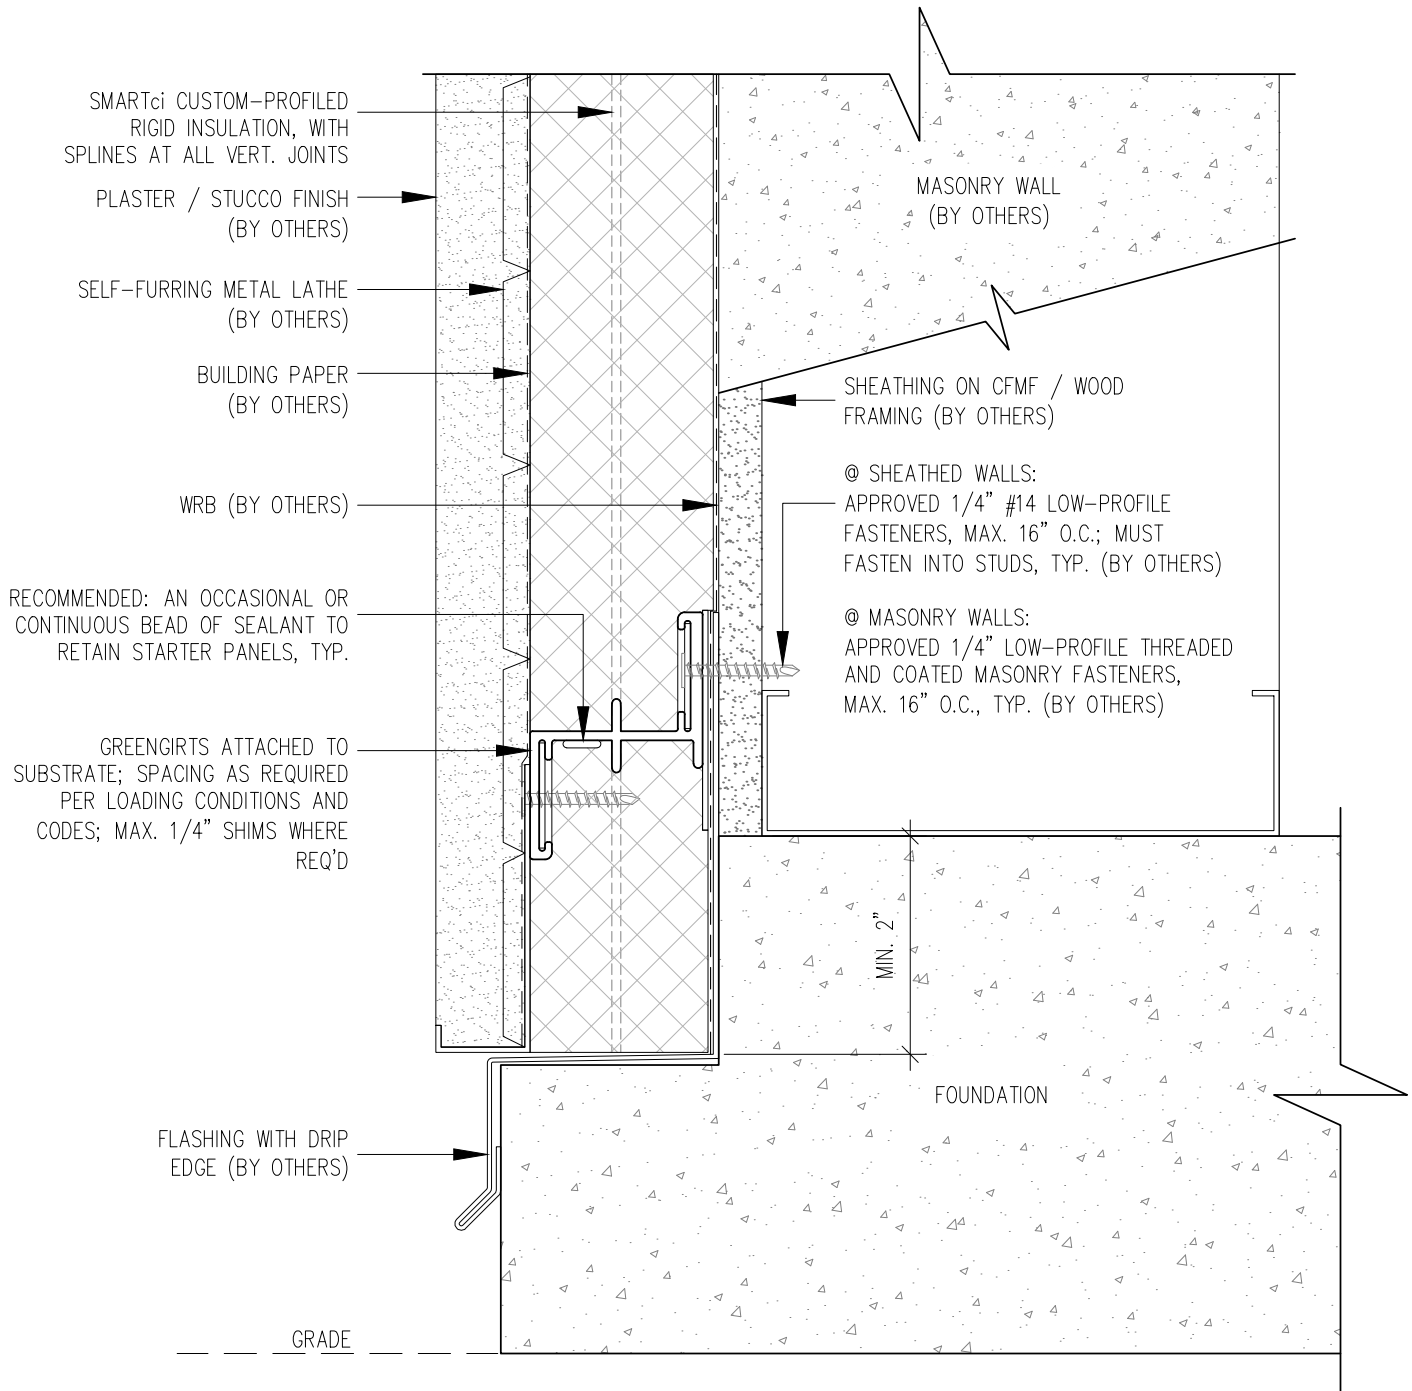 SMARTci CUSTOM-PROFILED
RIGID INSULATION, WITH
SPLINES AT ALL VERT. JOINTS
PLASTER / STUCCO FINISH
(BY OTHERS)
SELF-FURRING METAL LATHE
(BY OTHERS)
BUILDING PAPER
(BY OTHERS)
WRB (BY OTHERS)
RECOMMENDED: AN OCCASIONAL OR
CONTINUOUS BEAD OF SEALANT TO
RETAIN STARTER PANELS, TYP.
GREENGIRTS ATTACHED TO
SUBSTRATE; SPACING AS REQUIRED
PER LOADING CONDITIONS AND
CODES; MAX. 1/4" SHIMS WHERE
REQ'D
FLASHING WITH DRIP
EDGE (BY OTHERS)
GRADE
MASONRY WALL
(BY OTHERS)
SHEATHING ON CFMF / WOOD
FRAMING (BY OTHERS)
@ SHEATHED WALLS:
APPROVED 1/4" #14 LOW-PROFILE
FASTENERS, MAX. 16" O.C.; MUST
FASTEN INTO STUDS, TYP. (BY OTHERS)
@ MASONRY WALLS:
APPROVED 1/4" LOW-PROFILE THREADED
AND COATED MASONRY FASTENERS,
MAX. 16" O.C., TYP. (BY OTHERS)
MIN. 2"
FOUNDATION